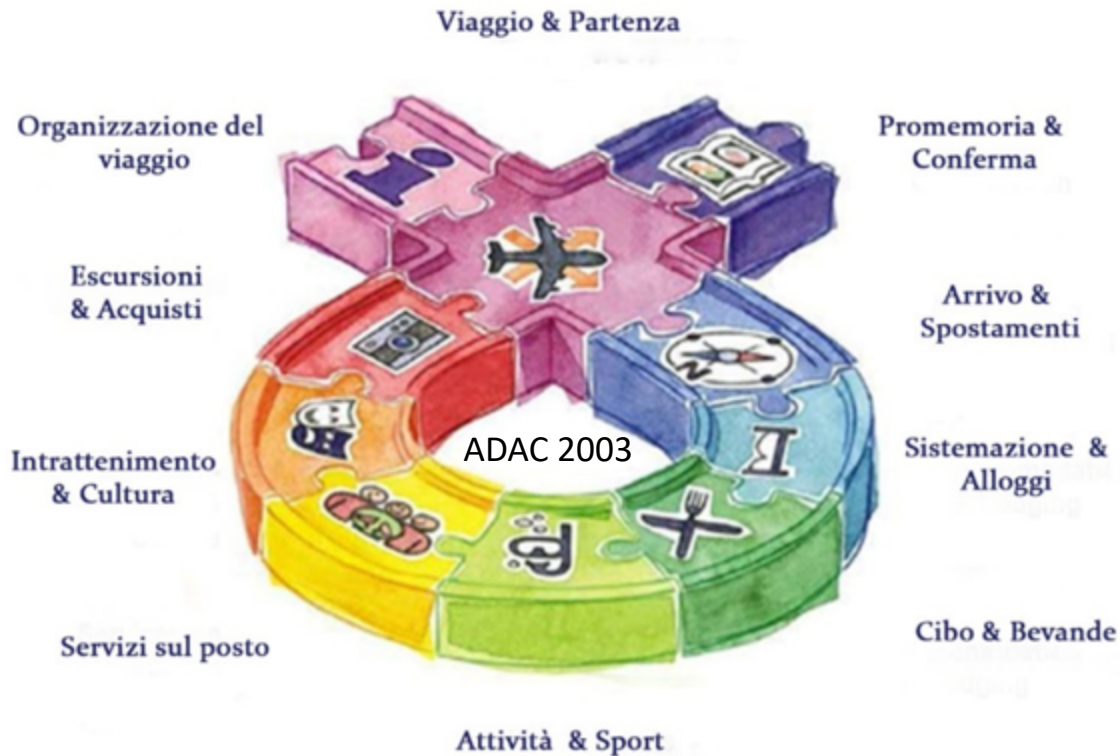 Viaggio & Partenza
Organizzazione del
viaggio
Promemoria &
Conferma
Escursioni
& Acquisti
Arrivo &
Spostamenti
ADAC 2003
Intrattenimento
& Cultura
Sistemazione &
Alloggi
Servizi sul posto
Cibo & Bevande
Attività & Sport